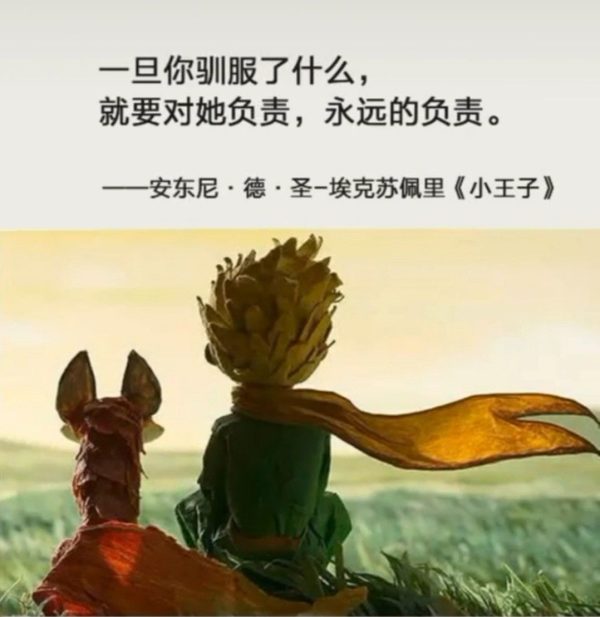 一旦你驯服了什么，
就要对她负责，永远的负责。
——安东尼·德·圣-埃克苏佩里《小王子》